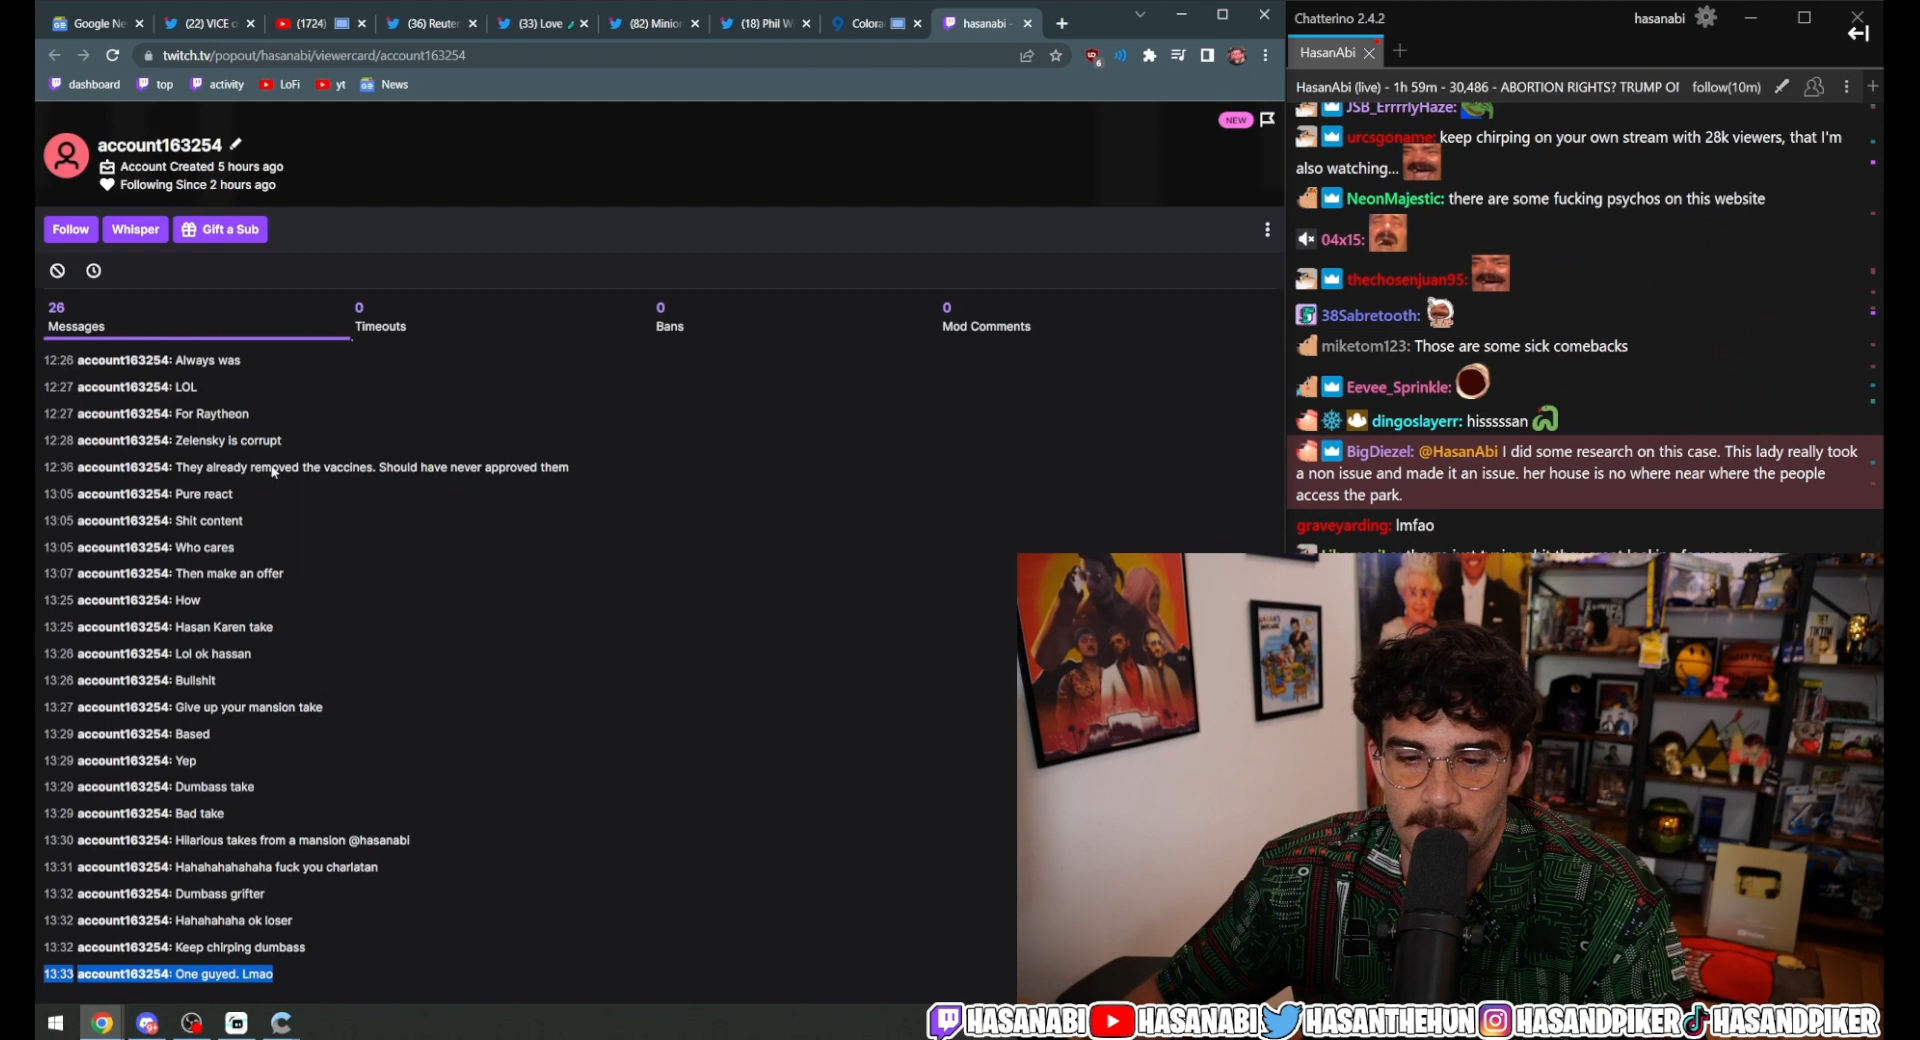 Google Ne
(22) VICE o
(1724)
(36) Reuter
(33) Love
(82) Minion
(18) Phil W
Colora
hasanabi -
twitch.tv/popout/hasanabi/viewercard/account163254
6
dashboard
top
activity
LoFi
yt
News
account163254
Account Created 5 hours ago
Following Since 2 hours ago
NEW
Follow
Whisper
Gift a Sub
26
Messages
0
Timeouts
0
Bans
0
Mod Comments
12:26 account163254: Always was
12:27 account163254: LOL
12:27 account163254: For Raytheon
12:28 account163254: Zelensky is corrupt
12:36 account163254: They already removed the vaccines. Should have never approved them
13:05 account163254: Pure react
13:05 account163254: Shit content
13:05 account163254: Who cares
13:07 account163254: Then make an offer
13:25 account163254: How
13:25 account163254: Hasan Karen take
13:26 account163254: Lol ok hassan
13:26 account163254: Bullshit
13:27 account163254: Give up your mansion take
13:29 account163254: Based
13:29 account163254: Yep
13:29 account163254: Dumbass take
13:29 account163254: Bad take
13:30 account163254: Hilarious takes from a mansion @hasanabi
13:31 account163254: Hahahahahahaha fuck you charlatan
13:32 account163254: Dumbass grifter
13:32 account163254: Hahahahaha ok loser
13:32 account163254: Keep chirping dumbass
13:33 account163254: One guyed. Lmao
Chatterino 2.4.2
hasanabi
HasanAbi
HasanAbi (live) - 1h 59m - 30,486 - ABORTION RIGHTS? TRUMP OI
follow(10m)
JSB_ErrrrlyHaze:
urcsgoname: keep chirping on your own stream with 28k viewers, that I'm
also watching...
NeonMajestic: there are some fucking psychos on this website
04x15:
thechosenjuan95:
38Sabretooth:
miketom123: Those are some sick comebacks
Eevee_Sprinkle:
dingoslayerr: hisssssan
BigDiezel: @HasanAbi I did some research on this case. This lady really took
a non issue and made it an issue. her house is no where near where the people
access the park.
graveyarding: lmfao
HASANABI
HASANABI
HASANTHEHUN
HASANDPIKER
HASANDPIKER